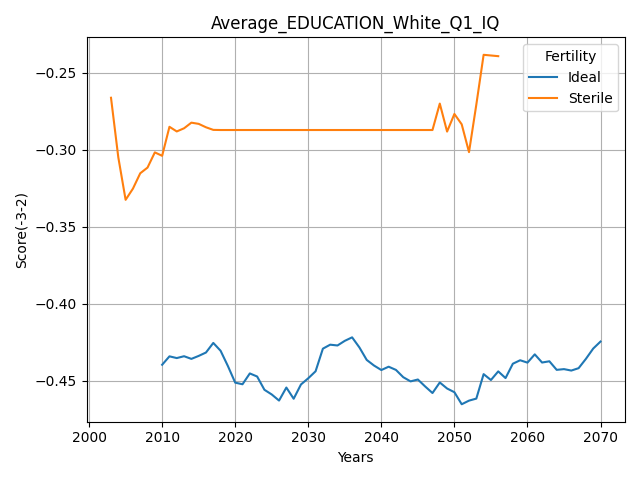 Average_EDUCATION_White_Q1_IQ
Fertility
Ideal
Sterile
Score(-3-2)
−0.25
−0.30
−0.35
−0.40
−0.45
2000 2010 2020 2030 2040 2050 2060 2070
Years